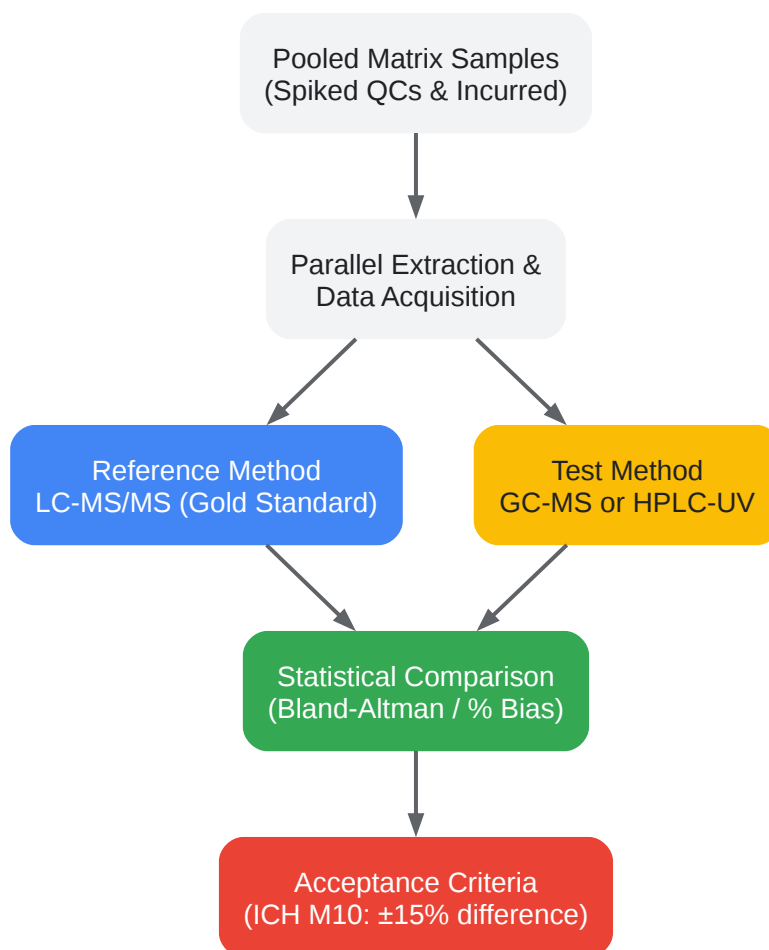 Pooled Matrix Samples
(Spiked QCs & Incurred)
Parallel Extraction &
Data Acquisition
Reference Method
LC-MS/MS (Gold Standard)
Test Method
GC-MS or HPLC-UV
Statistical Comparison
(Bland-Altman / % Bias)
Acceptance Criteria
(ICH M10: ±15% difference)